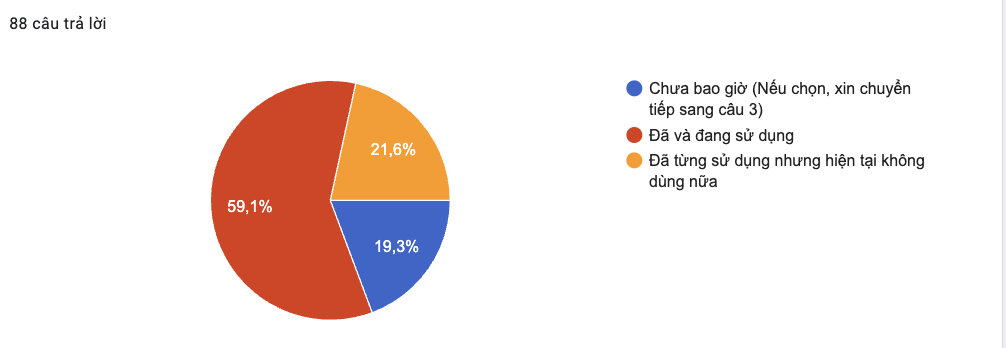 88 câu trả lời
Chưa bao giờ (Nếu chọn, xin chuyển
tiếp sang câu 3)
Đã và đang sử dụng
Đã từng sử dụng nhưng hiện tại không
dùng nữa
21,6%
59,1%
19,3%